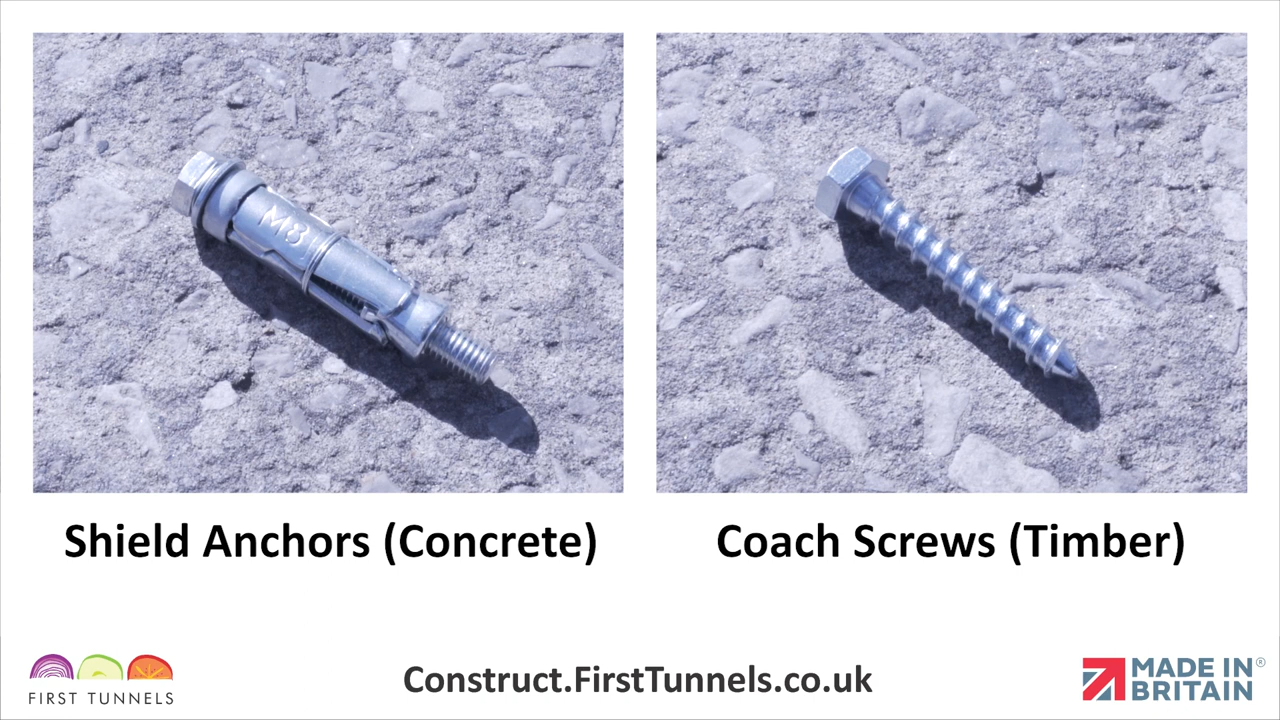 M8
Shield Anchors (Concrete)
Coach Screws (Timber)
FIRST TUNNELS
Construct.FirstTunnels.co.uk
MADE IN®
BRITAIN